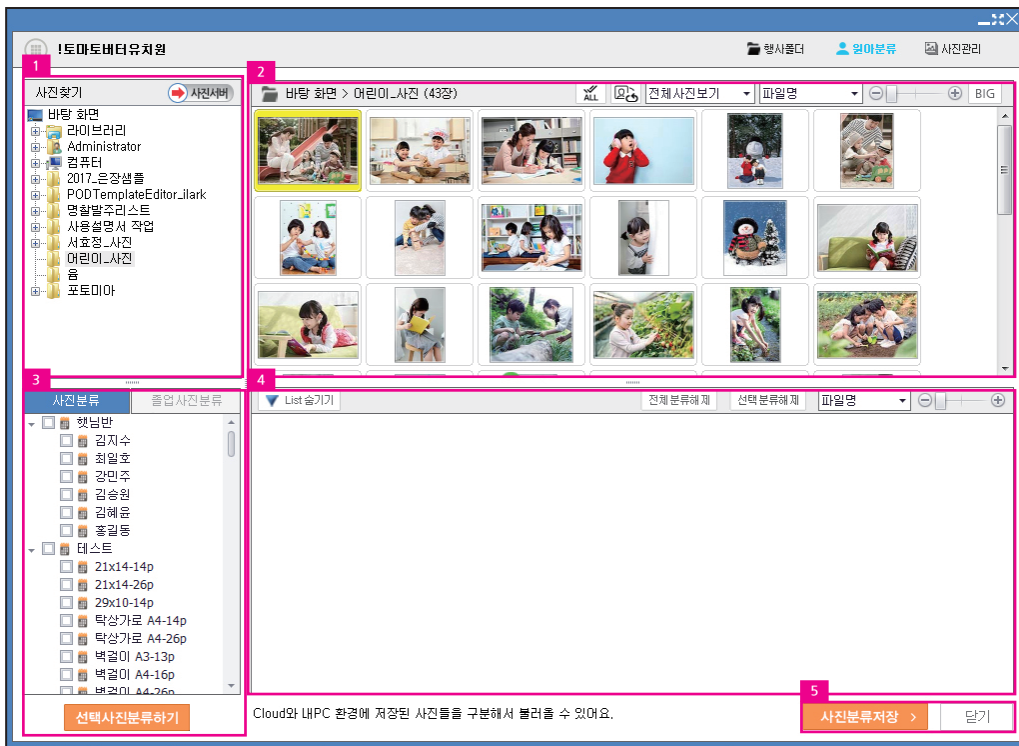 !토마토버터유치원
행사폴더
원아분류
사진관리
1
사진찾기
사진서버
바탕 화면
라이브러리
Administrator
컴퓨터
2017_은장샘플
PODTemplateEditor_ilark
명찰발주리스트
사용설명서 작업
서효정_사진
어린이_사진
음
포토미아
2
바탕 화면 > 어린이_사진 (43장)
ALL
전체사진보기
파일명
BIG
3
사진분류
졸업사진분류
햇님반
김지수
최일호
강민주
김승원
김혜윤
홍길동
테스트
21x14-14p
21x14-26p
29x10-14p
탁상가로 A4-14p
탁상가로 A4-26p
벽걸이 A3-13p
벽걸이 A4-16p
벽걸이 A4-26p
선택사진분류하기
4
List 숨기기
전체분류해제
선택분류해제
파일명
Cloud와 내PC 환경에 저장된 사진들을 구분해서 불러올 수 있어요.
5
사진분류저장 >
닫기